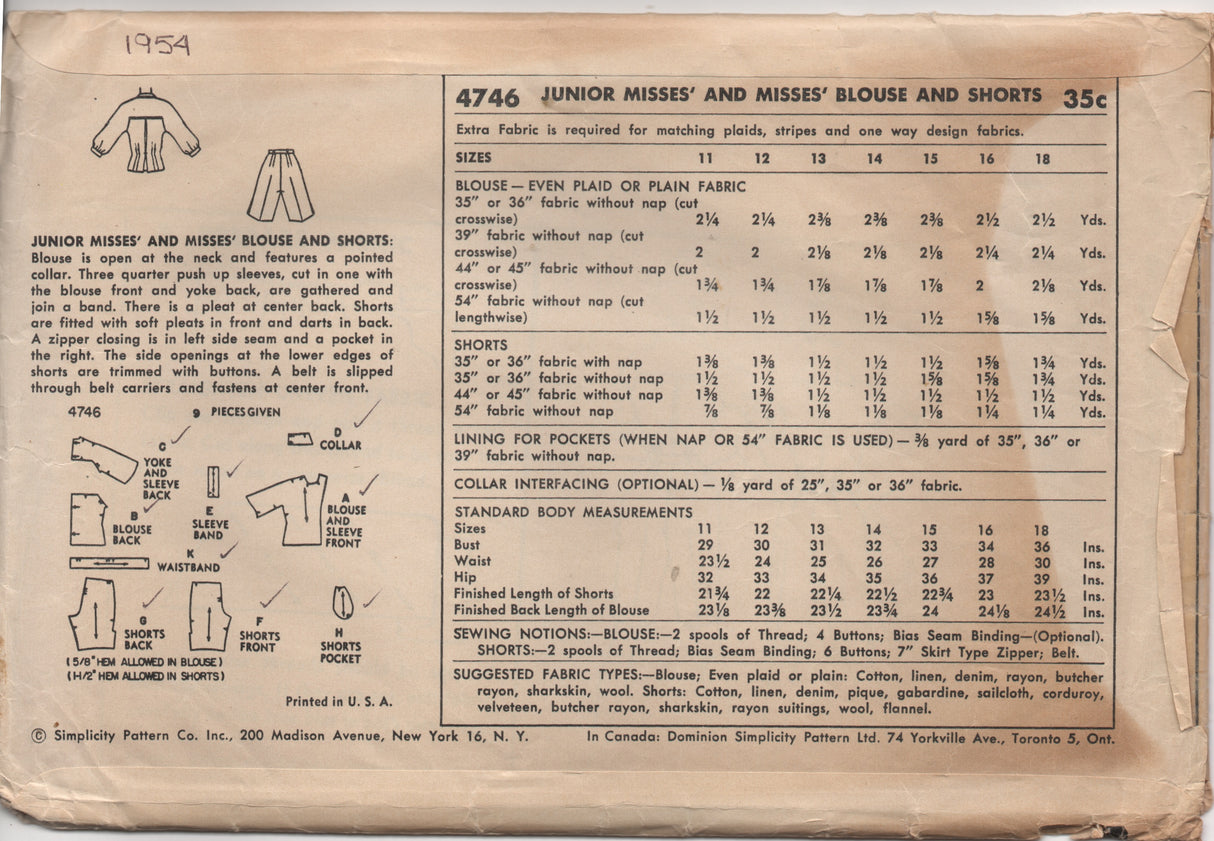 1954
JUNIOR MISSES' AND MISSES' BLOUSE AND SHORTS:
Blouse is open at the neck and features a pointed
collar. Three quarter push up sleeves, cut in one with
the blouse front and yoke back, are gathered and
join a band. There is a pleat at center back. Shorts
are fitted with soft pleats in front and darts in back.
A zipper closing is in left side seam and a pocket in
the right. The side openings at the lower edges of
shorts are trimmed with buttons. A belt is slipped
through belt carriers and fastens at center front.
4746 9 PIECES GIVEN
C
YOKE
AND
SLEEVE
BACK
D
COLLAR
B
BLOUSE
BACK
E
SLEEVE
BAND
A
BLOUSE
AND
SLEEVE
FRONT
K
WAISTBAND
G
SHORTS
BACK
F
SHORTS
FRONT
H
SHORTS
POCKET
(5/8" HEM ALLOWED IN BLOUSE)
(1-1/2" HEM ALLOWED IN SHORTS)
Printed in U. S. A.
4746 JUNIOR MISSES' AND MISSES' BLOUSE AND SHORTS 35c
Extra Fabric is required for matching plaids, stripes and one way design fabrics.
SIZES 11 12 13 14 15 16 18
BLOUSE — EVEN PLAID OR PLAIN FABRIC
35" or 36" fabric without nap (cut
crosswise) 2¼ 2¼ 2⅜ 2⅜ 2⅜ 2½ 2½ Yds.
39" fabric without nap (cut
crosswise) 2 2 2⅛ 2⅛ 2⅛ 2¼ 2¼ Yds.
44" or 45" fabric without nap (cut
crosswise) 1¾ 1¾ 1⅞ 1⅞ 1⅞ 2 2⅛ Yds.
54" fabric without nap (cut
lengthwise) 1½ 1½ 1½ 1½ 1½ 1⅝ 1⅝ Yds.
SHORTS
35" or 36" fabric with nap 1⅜ 1⅜ 1½ 1½ 1½ 1⅝ 1¾ Yds.
35" or 36" fabric without nap 1½ 1½ 1½ 1½ 1⅝ 1⅝ 1¾ Yds.
44" or 45" fabric without nap 1⅜ 1⅜ 1½ 1½ 1½ 1½ 1½ Yds.
54" fabric without nap ⅞ ⅞ 1⅛ 1⅛ 1⅛ 1¼ 1¼ Yds.
LINING FOR POCKETS (WHEN NAP OR 54" FABRIC IS USED) — ⅜ yard of 35", 36" or
39" fabric without nap.
COLLAR INTERFACING (OPTIONAL) — ⅛ yard of 25", 35" or 36" fabric.
STANDARD BODY MEASUREMENTS
Sizes 11 12 13 14 15 16 18
Bust 29 30 31 32 33 34 36 Ins.
Waist 23½ 24 25 26 27 28 30 Ins.
Hip 32 33 34 35 36 37 39 Ins.
Finished Length of Shorts 21¾ 22 22¼ 22½ 22¾ 23 23½ Ins.
Finished Back Length of Blouse 23⅛ 23⅜ 23½ 23¾ 24 24⅛ 24½ Ins.
SEWING NOTIONS:—BLOUSE:—2 spools of Thread; 4 Buttons; Bias Seam Binding—(Optional).
SHORTS:—2 spools of Thread; Bias Seam Binding; 6 Buttons; 7" Skirt Type Zipper; Belt.
SUGGESTED FABRIC TYPES:—Blouse; Even plaid or plain: Cotton, linen, denim, rayon, butcher
rayon, sharkskin, wool. Shorts: Cotton, linen, denim, pique, gabardine, sailcloth, corduroy,
velveteen, butcher rayon, sharkskin, rayon suitings, wool, flannel.
© Simplicity Pattern Co. Inc., 200 Madison Avenue, New York 16, N. Y. In Canada: Dominion Simplicity Pattern Ltd. 74 Yorkville Ave., Toronto 5, Ont.